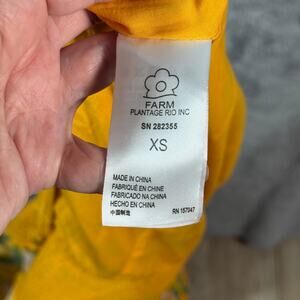 FARM
PLANTAGE RIO INC
SN 282355
XS
MADE IN CHINA
FABRIQUÉ EN CHINE
FABRICADO NA CHINA
HECHO EN CHINA
中国制造 RN 157047